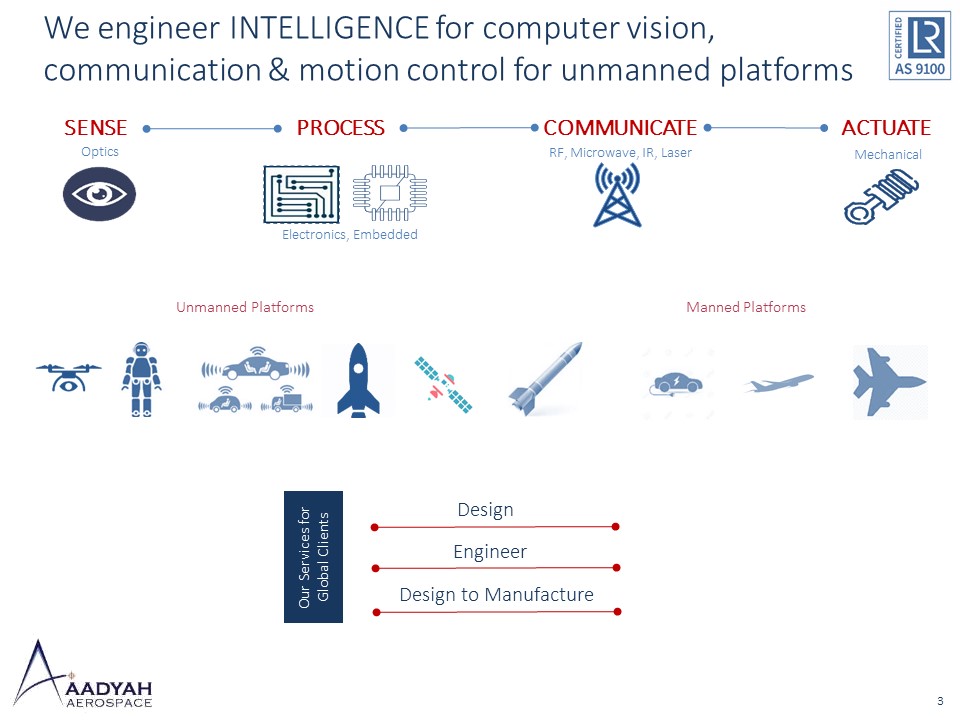 We engineer INTELLIGENCE for computer vision,
communication & motion control for unmanned platforms
CERTIFIED
LR
AS 9100
SENSE
PROCESS
COMMUNICATE
ACTUATE
Optics
RF, Microwave, IR, Laser
Mechanical
Electronics, Embedded
Unmanned Platforms
Manned Platforms
Our Services for
Global Clients
Design
Engineer
Design to Manufacture
AADYAH
AEROSPACE
3